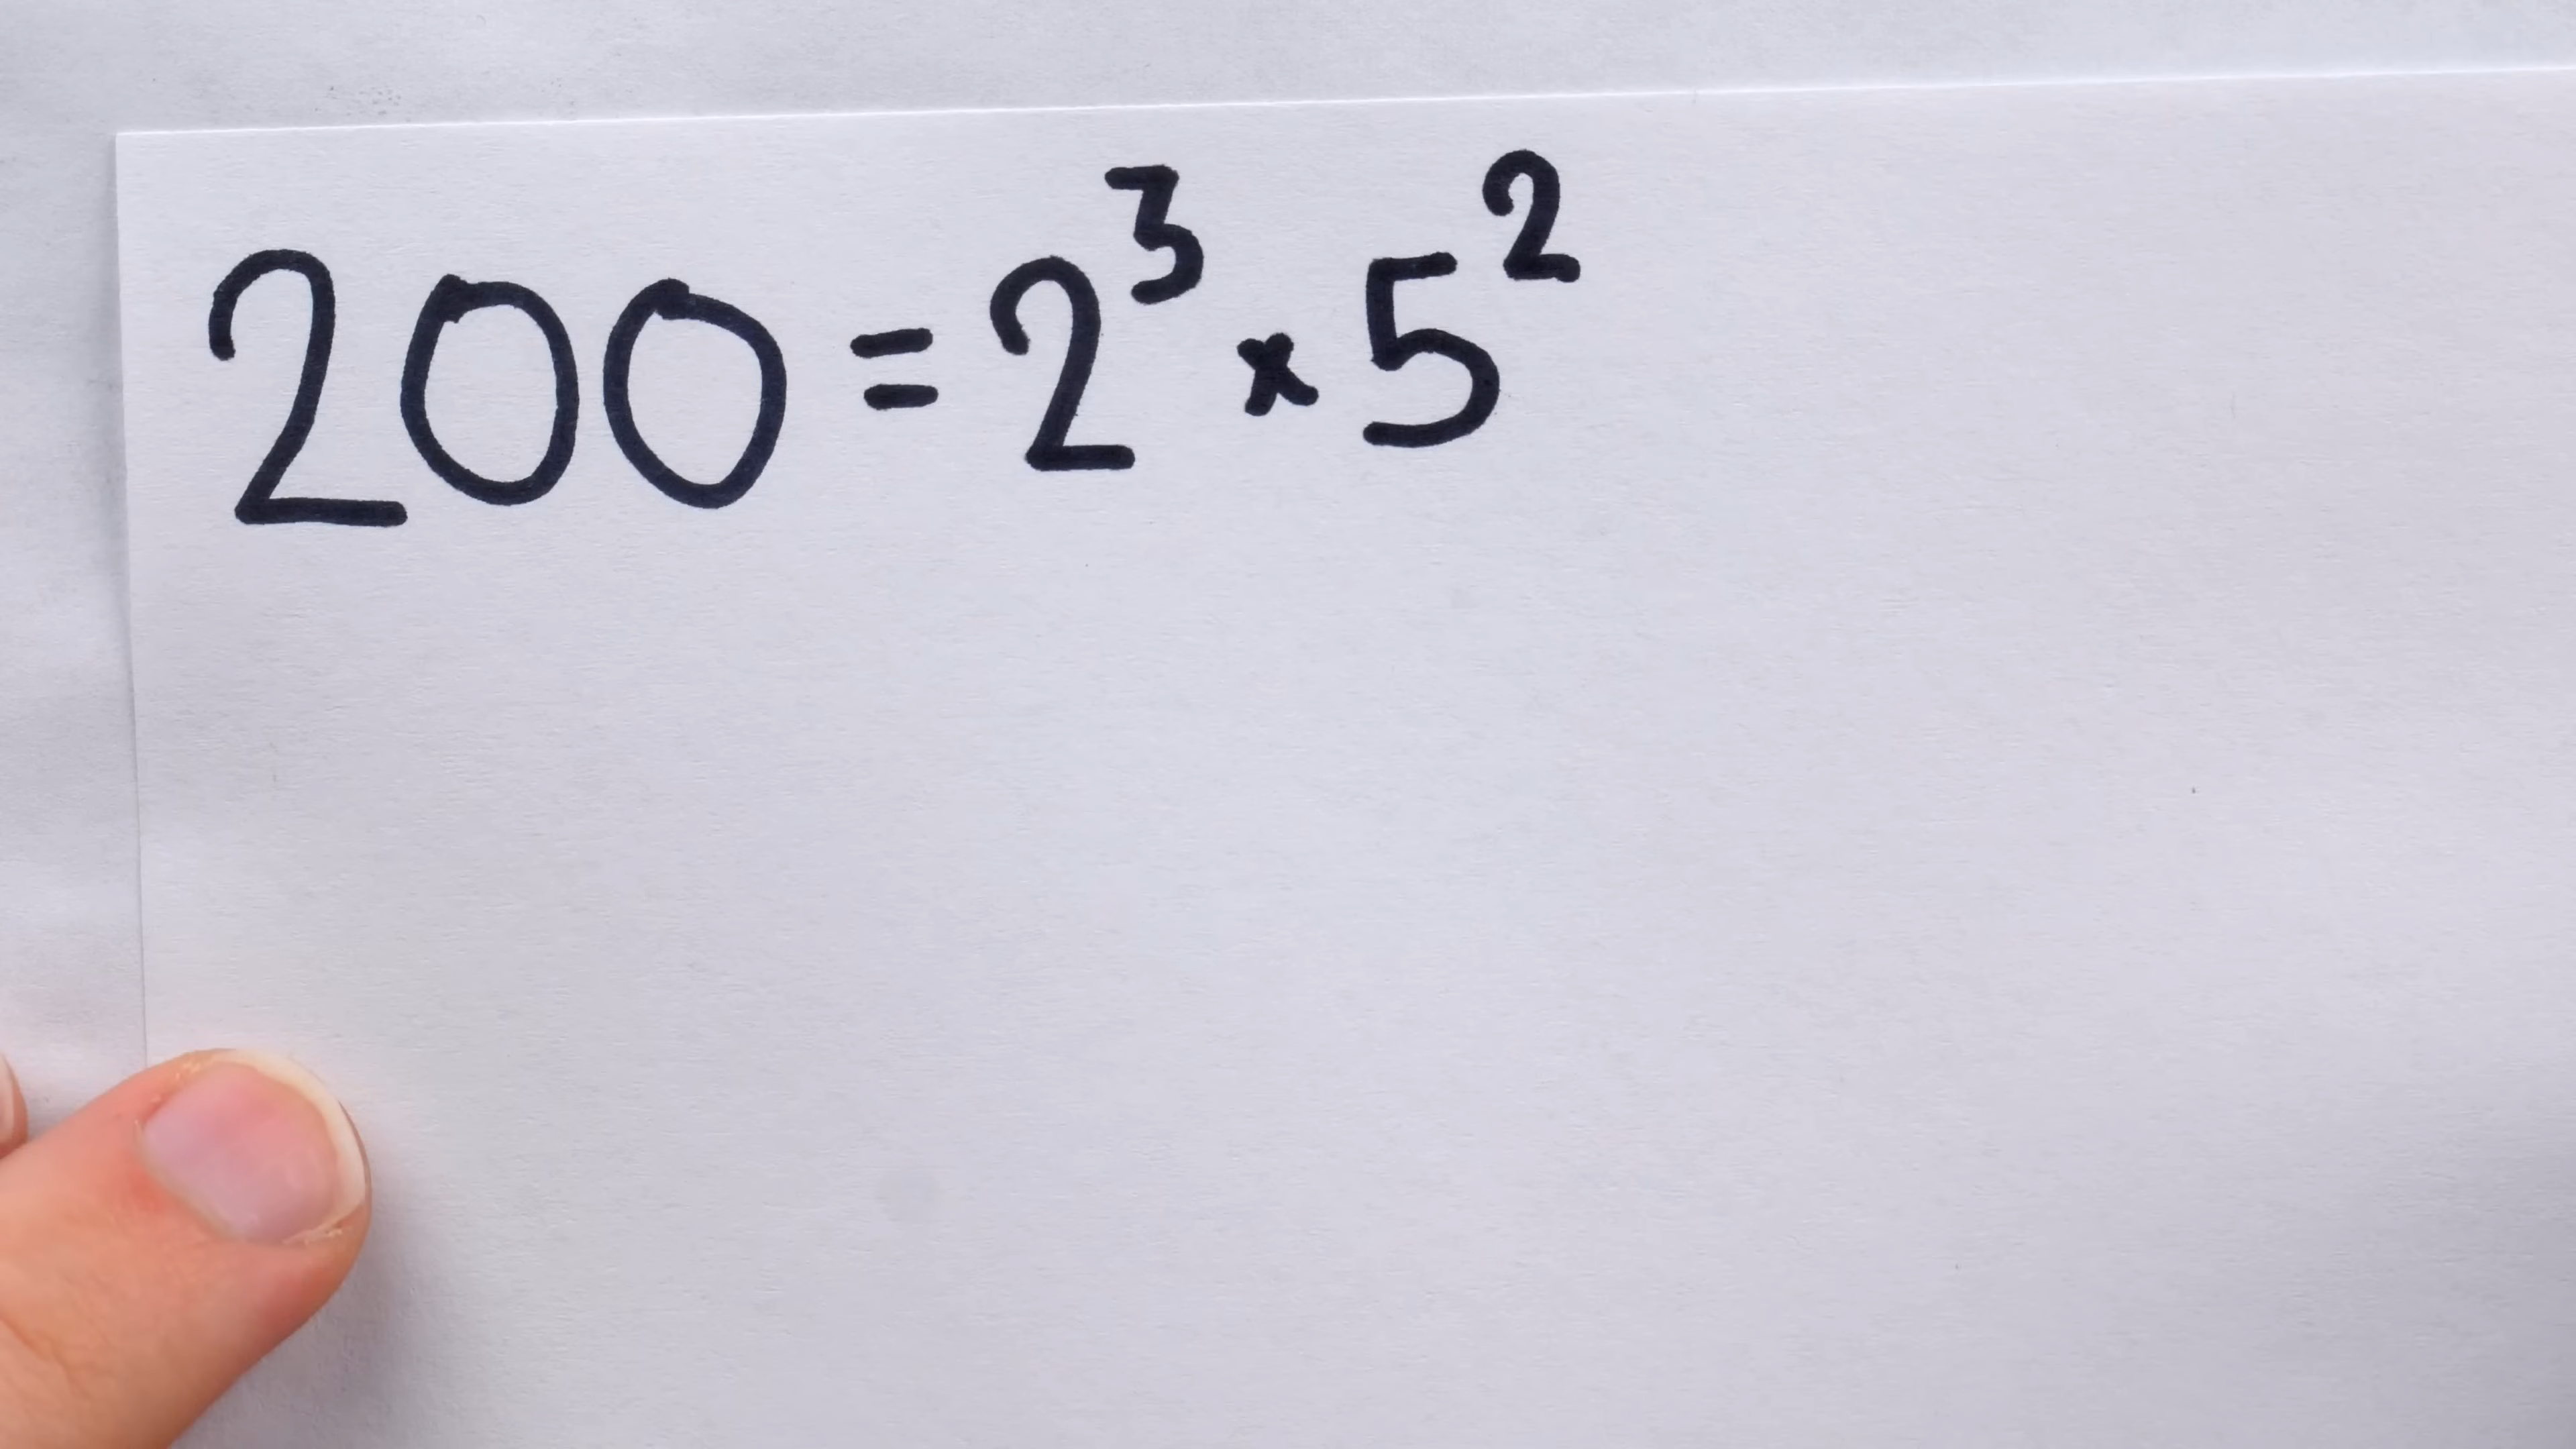 200 = 2³ × 5²